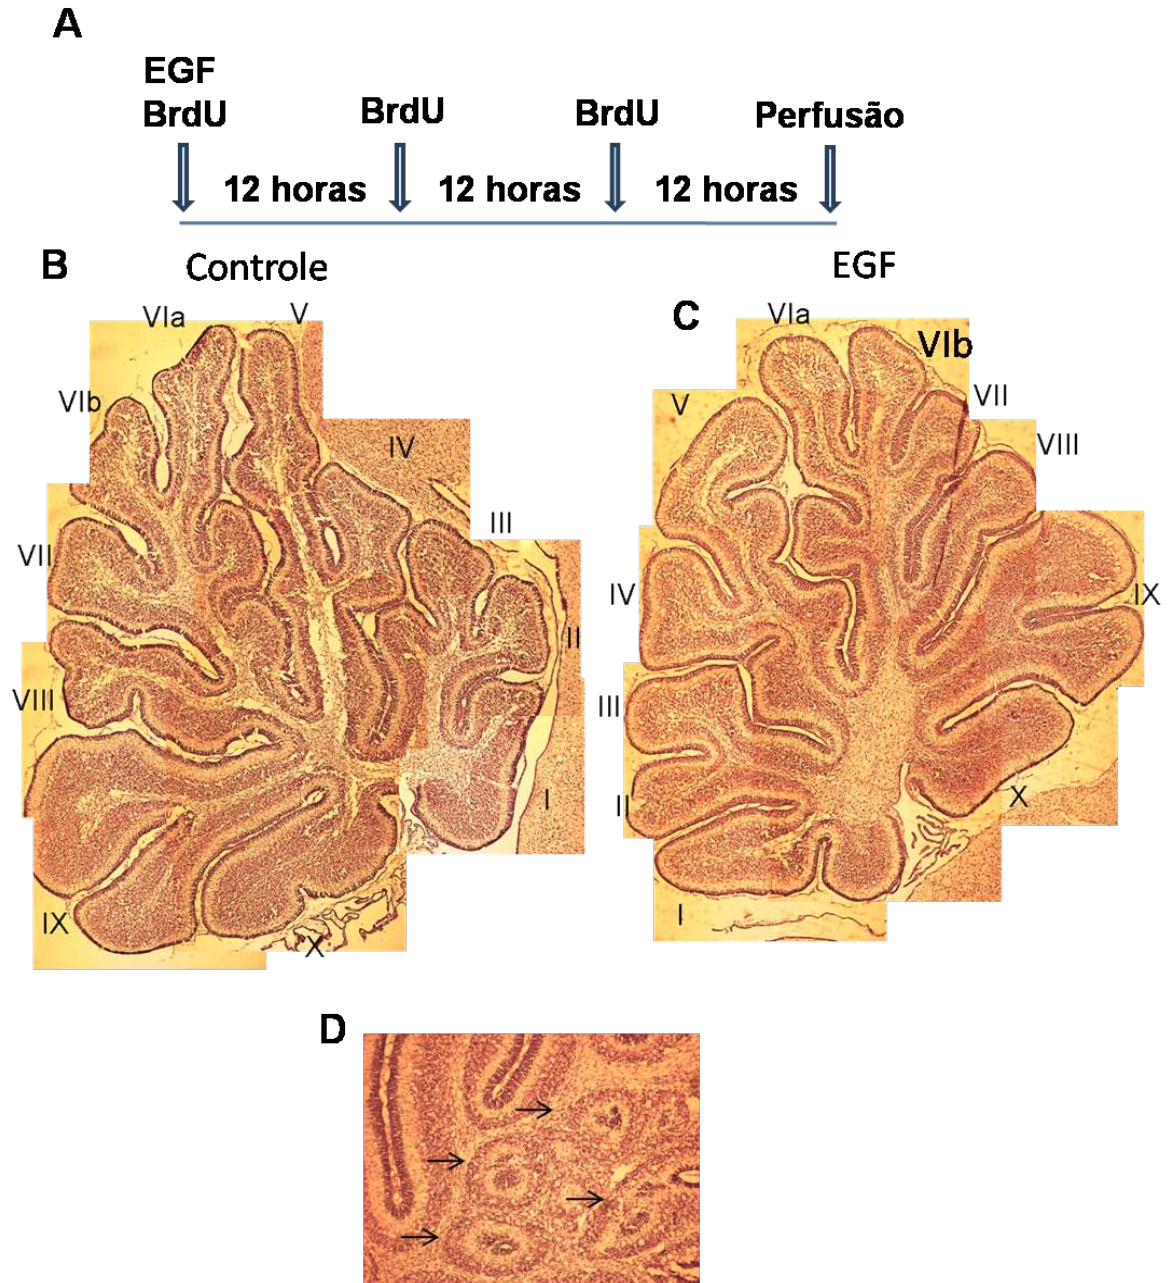 A
EGF
BrdU
BrdU
BrdU
Perfusão
12 horas
12 horas
12 horas
B
Controle
EGF
C
VIa
V
VIb
IV
III
VII
II
VIII
I
IX
X
VIa
VIb
V
VII
VIII
IV
IX
III
II
X
I
D